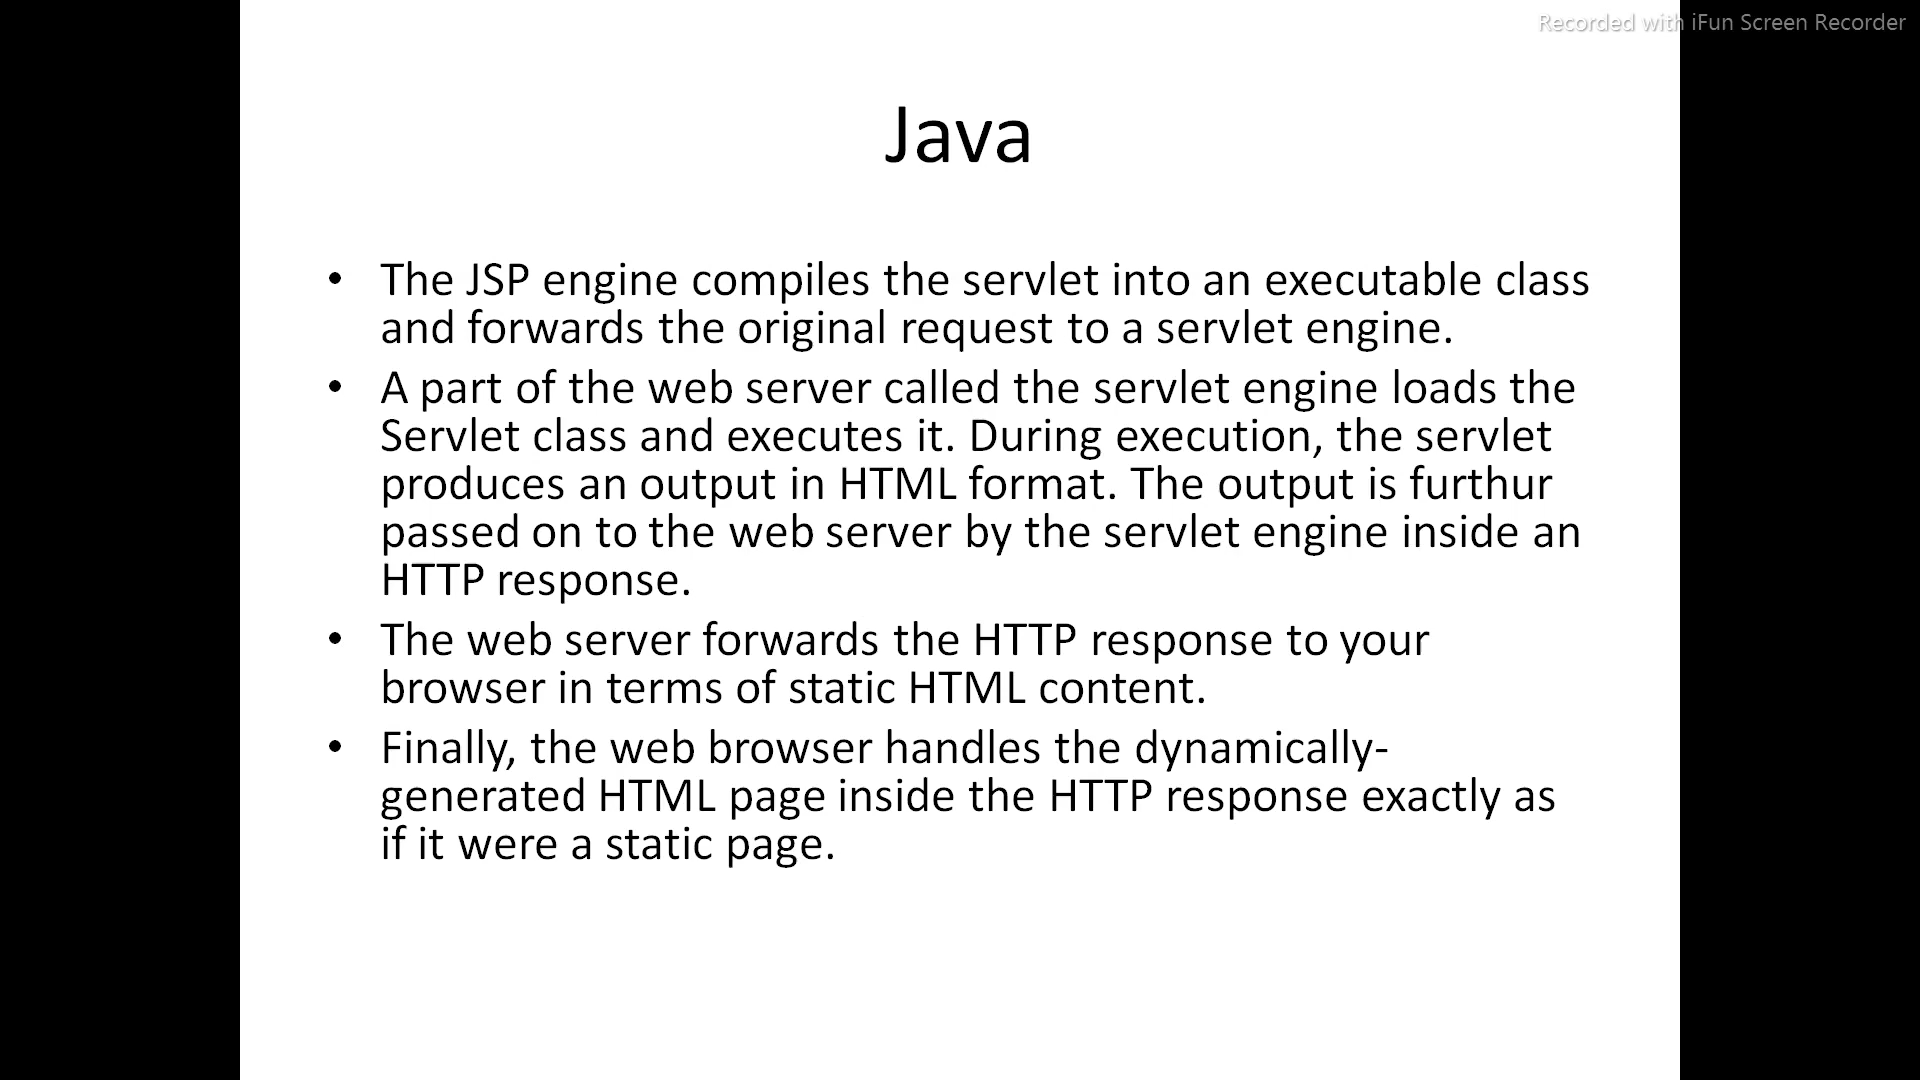 Recorded with iFun Screen Recorder
Java
• The JSP engine compiles the servlet into an executable class
and forwards the original request to a servlet engine.
• A part of the web server called the servlet engine loads the
Servlet class and executes it. During execution, the servlet
produces an output in HTML format. The output is furthur
passed on to the web server by the servlet engine inside an
HTTP response.
• The web server forwards the HTTP response to your
browser in terms of static HTML content.
• Finally, the web browser handles the dynamically-
generated HTML page inside the HTTP response exactly as
if it were a static page.